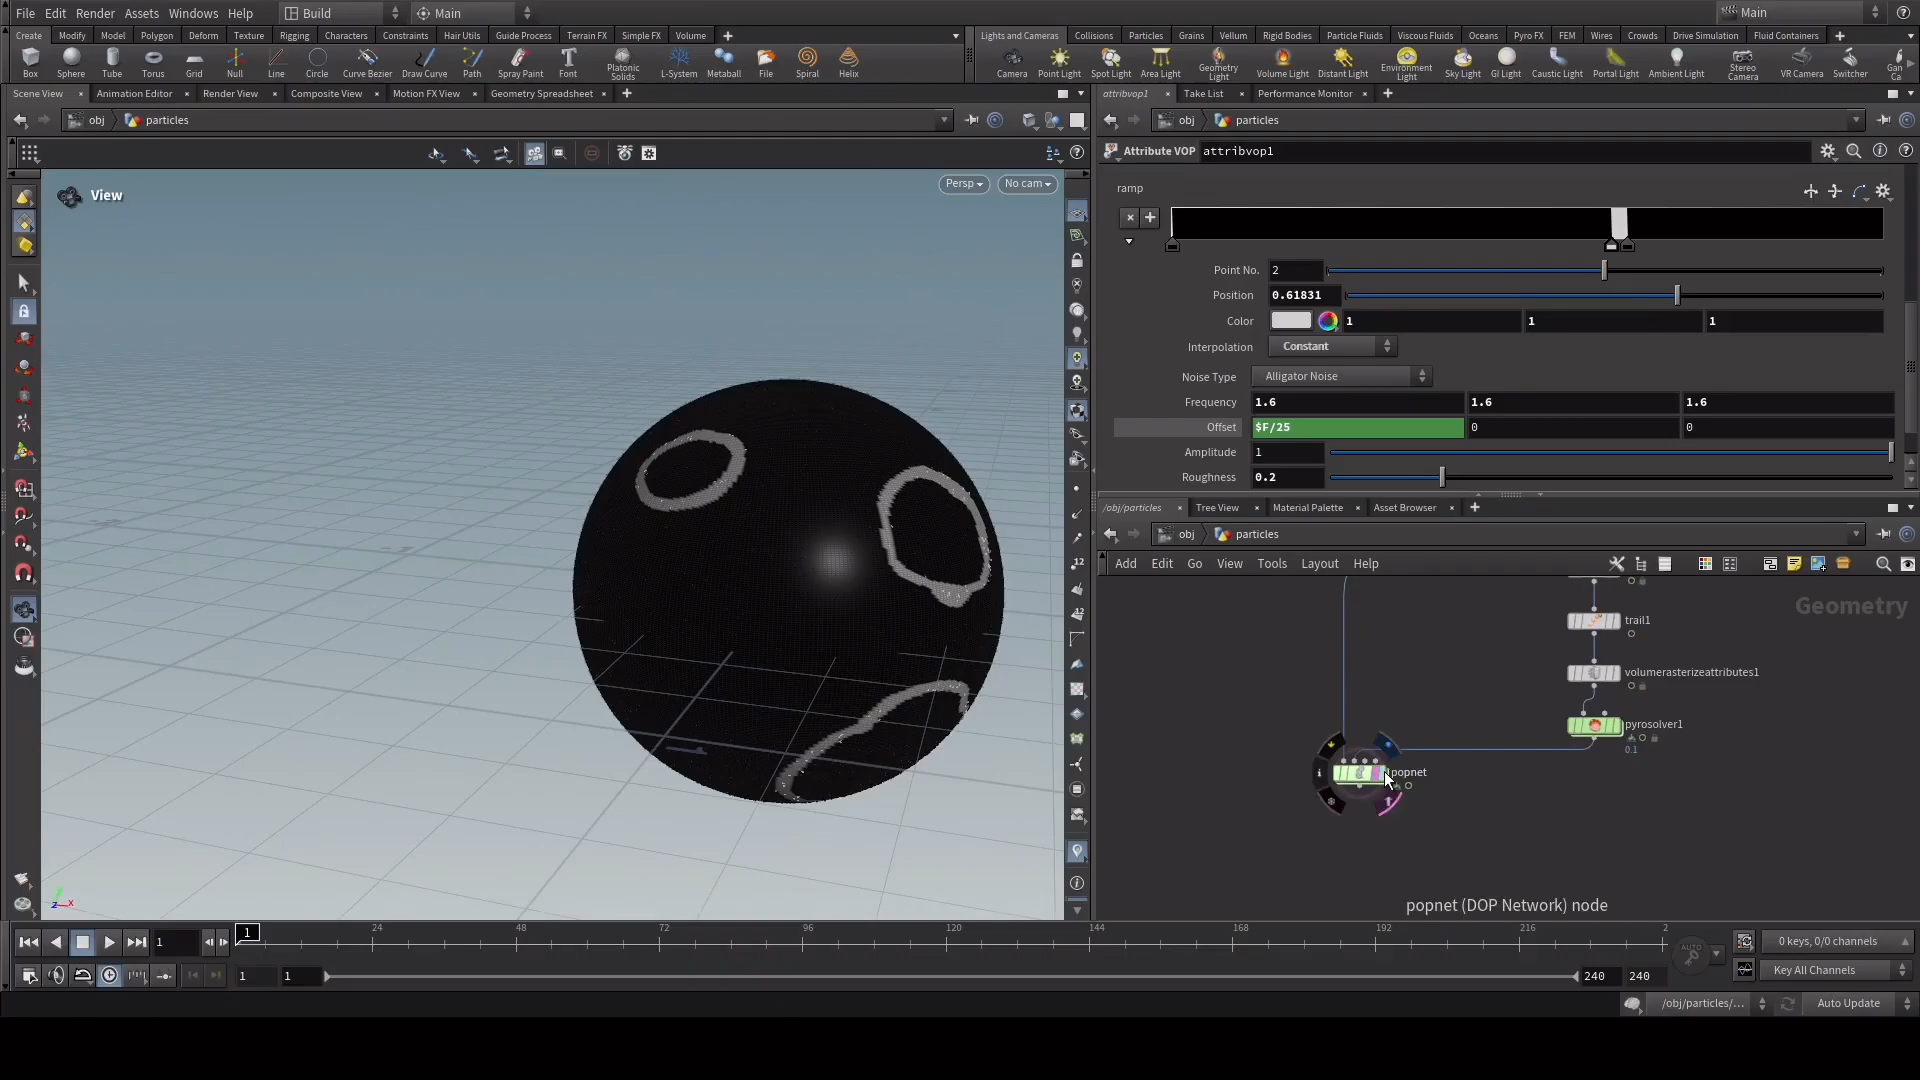 File Edit Render Assets Windows Help Build Main Main
Create Modify Model Polygon Deform Texture Rigging Characters Constraints Hair Utils Guide Process Terrain FX Simple FX Volume
Lights and Cameras Collisions Particles Grains Vellum Rigid Bodies Particle Fluids Viscous Fluids Oceans Pyro FX FEM Wires Crowds Drive Simulation Fluid Containers
Box Sphere Tube Torus Grid Null Line Circle Curve Bezier Draw Curve Path Spray Paint Font Platonic Solids L-System Metaball File Spiral Helix
Camera Point Light Spot Light Area Light Geometry Light Volume Light Distant Light Environment Light Sky Light GI Light Caustic Light Portal Light Ambient Light Stereo Camera VR Camera Switcher Gan Ca
Scene View Animation Editor Render View Composite View Motion FX View Geometry Spreadsheet
attribvop1 Take List Performance Monitor
obj particles
obj particles
Attribute VOP attribvop1
View
Persp No cam
ramp
Point No. 2
Position 0.61831
Color 1 1 1
Interpolation Constant
Noise Type Alligator Noise
Frequency 1.6 1.6 1.6
Offset $F/25 0 0
Amplitude 1
Roughness 0.2
/obj/particles Tree View Material Palette Asset Browser
obj particles
Add Edit Go View Tools Layout Help
Geometry
trail1
volumerasterizeattributes1
pyrosolver1
0.1
popnet
popnet (DOP Network) node
z x
1 1 24 48 72 96 120 144 168 192 216 2
AUTO
0 keys, 0/0 channels
1 1 240 240
Key All Channels
/obj/particles/... Auto Update